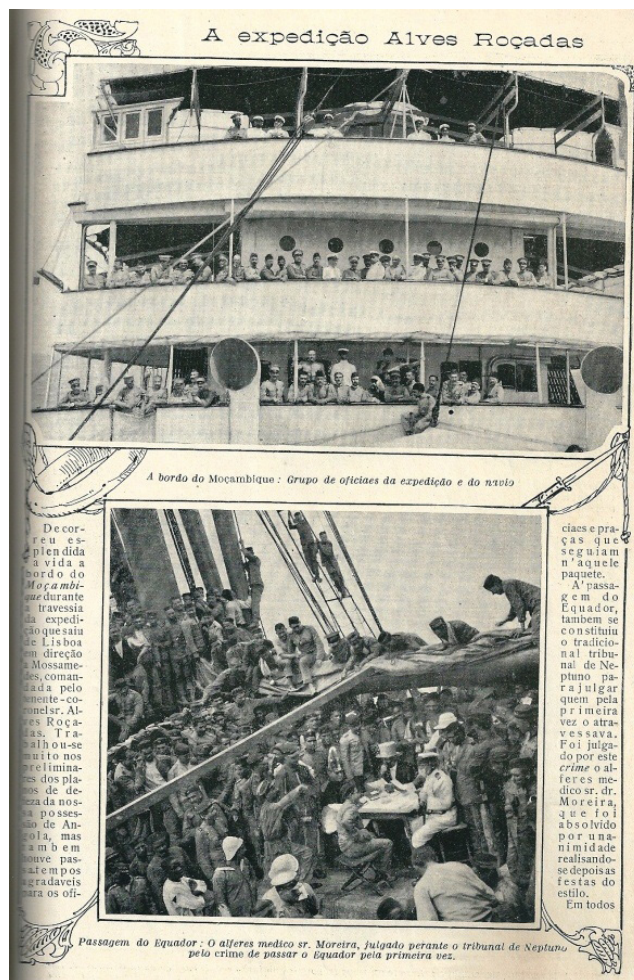 A expedição Alves Roçadas
A bordo do Moçambique : Grupo de oficiaes da expedição e do navio
Decor-
reu es-
plendida
a vida a
bordo do
Moçambi-
que durante
a travessia
da expedi-
ção que saiu
de Lisboa
em direção
a Mossame-
des, coman-
dada pelo
tenente-co-
ronel sr. Al-
ves Roça-
das. Tra-
balhou-se
muito nos
prelimina-
res dos pla-
nos de de-
feza da nos-
sa posses-
são de An-
gola, mas
tambem
houve pas-
satempos
agradaveis
para os ofi-
ciaes e pra-
ças que
seguiam
n'aquele
paquete.
A' passa-
gem do
Equador,
tambem se
constituiu
o tradicio-
nal tribu-
nal de Ne-
ptuno pa-
ra julgar
quem pela
primeira
vez o atra-
vessava.
Foi julga-
do por este
crime o al-
feres me-
dico sr. dr.
Moreira,
que foi
absolvido
por una-
nimidade
realisando-
se depois as
festas do
estilo.
Em todos
Passagem do Equador : O alferes medico sr. Moreira, julgado perante o tribunal de Neptuno
pelo crime de passar o Equador pela primeira vez.